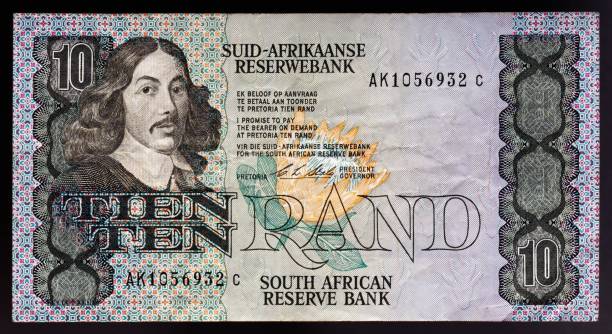 10
SUID-AFRIKAANSE
RESERWEBANK
AK1056932 C
EK BELOOF OP AANVRAAG
TE BETAAL AAN TOONDER
TE PRETORIA TIEN RAND
I PROMISE TO PAY
THE BEARER ON DEMAND
AT PRETORIA TEN RAND
VIR DIE SUID-AFRIKAANSE RESERWEBANK
FOR THE SOUTH AFRICAN RESERVE BANK
PRETORIA
PRESIDENT
GOVERNOR
TIEN
TEN
RAND
10
AK1056932 C
SOUTH AFRICAN
RESERVE BANK